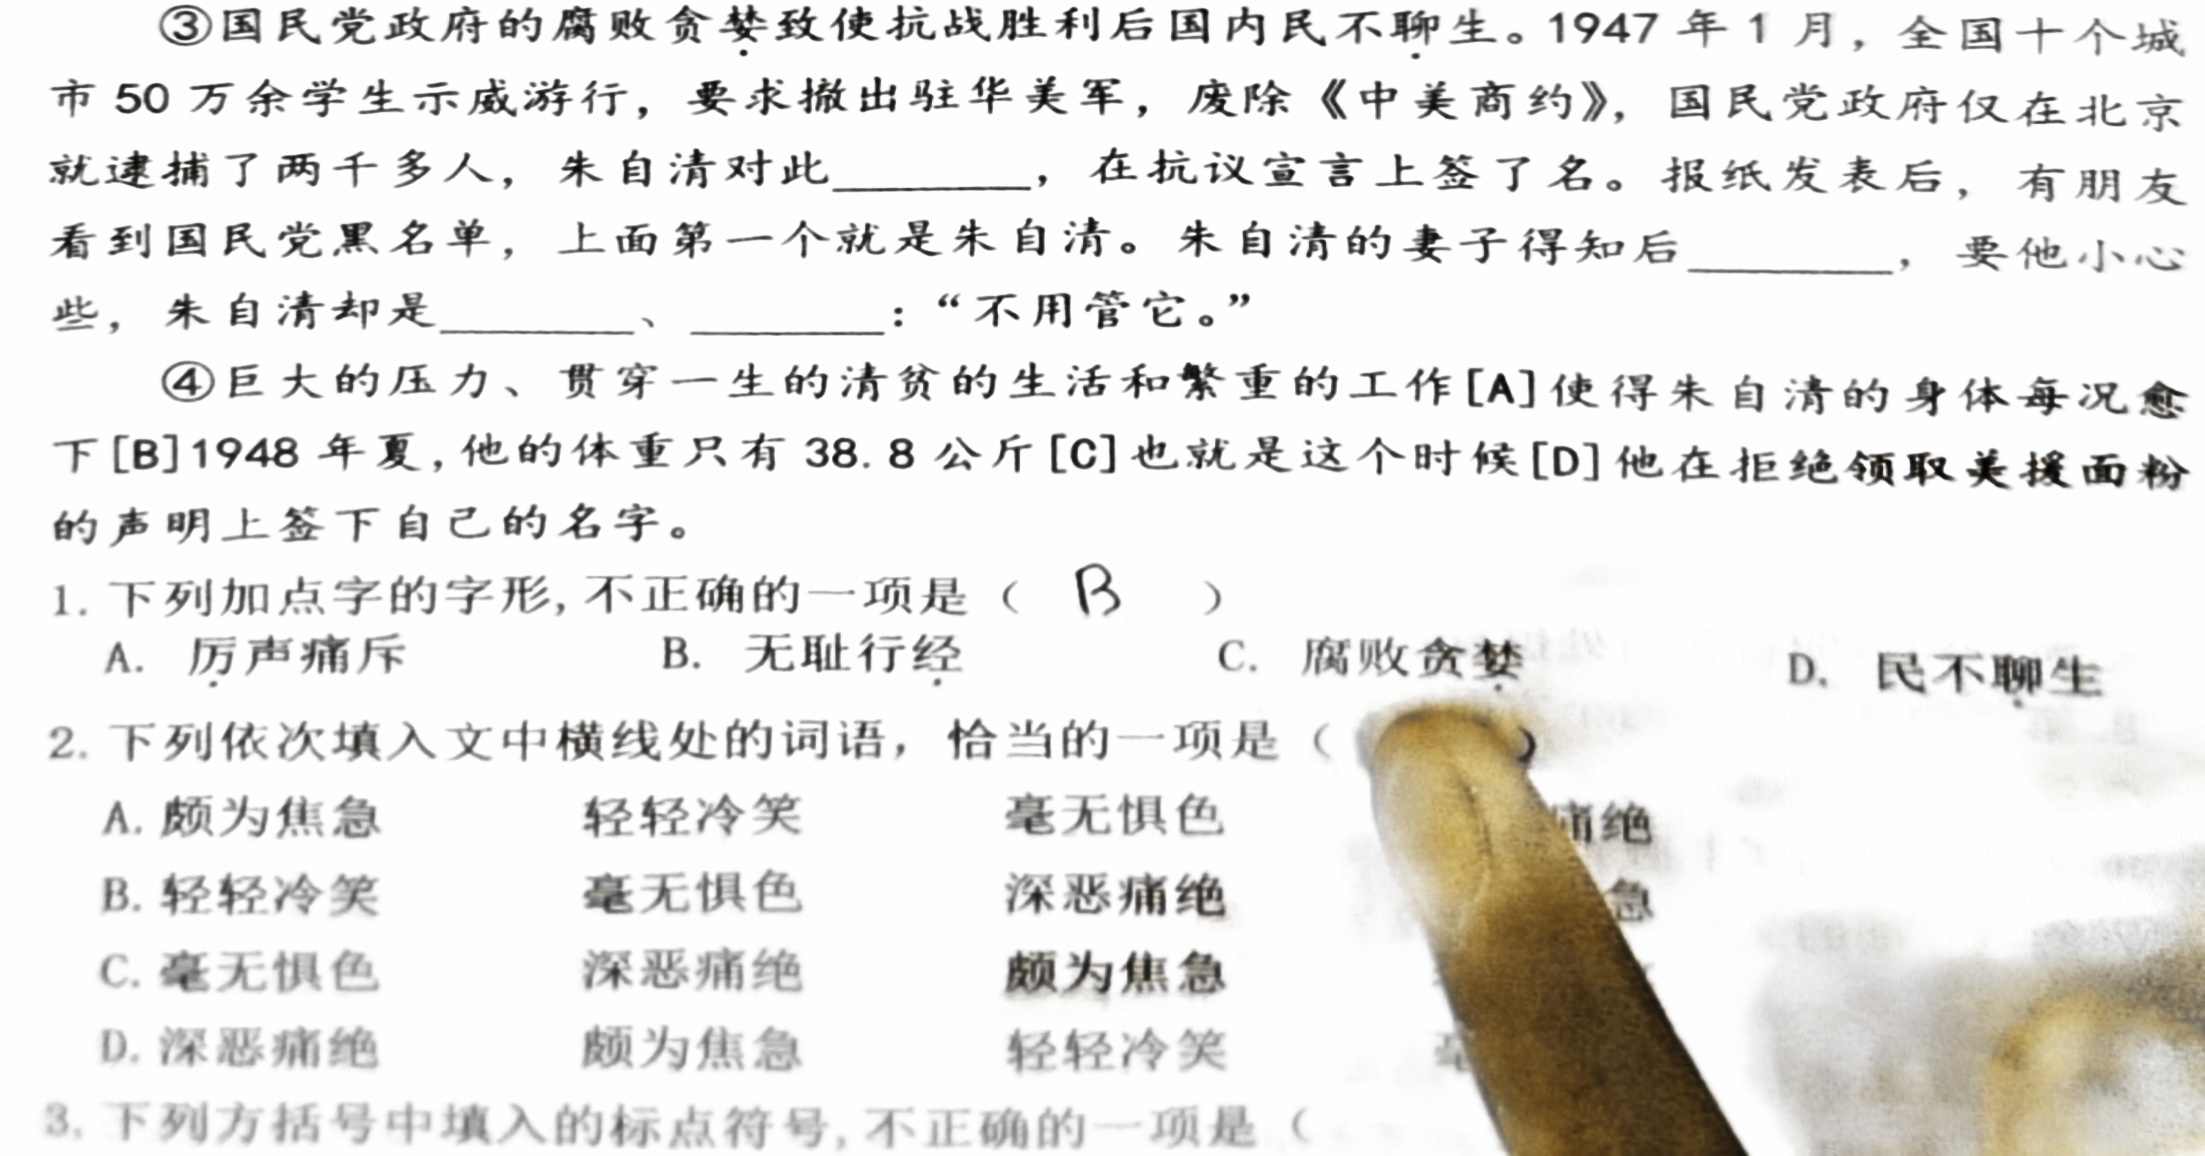 ③国民党政府的腐败贪婪致使抗战胜利后国内民不聊生。1947年1月，全国十个城
市50万余学生示威游行，要求撤出驻华美军，废除《中美商约》，国民党政府仅在北京
就逮捕了两千多人，朱自清对此________，在抗议宣言上签了名。报纸发表后，有朋友
看到国民党黑名单，上面第一个就是朱自清。朱自清的妻子得知后________，要他小心
些，朱自清却是________、________：“不用管它。”
④巨大的压力、贯穿一生的清贫的生活和繁重的工作[A]使得朱自清的身体每况愈
下[B]1948年夏,他的体重只有38.8公斤[C]也就是这个时候[D]他在拒绝领取美援面粉
的声明上签下自己的名字。
1.下列加点字的字形,不正确的一项是（ B ）
A. 厉声痛斥 B. 无耻行经 C. 腐败贪婪 D. 民不聊生
2.下列依次填入文中横线处的词语，恰当的一项是（ ）
A.颇为焦急 轻轻冷笑 毫无惧色 痛绝
B.轻轻冷笑 毫无惧色 深恶痛绝 急
C.毫无惧色 深恶痛绝 颇为焦急
D.深恶痛绝 颇为焦急 轻轻冷笑 毫
3.下列方括号中填入的标点符号,不正确的一项是（